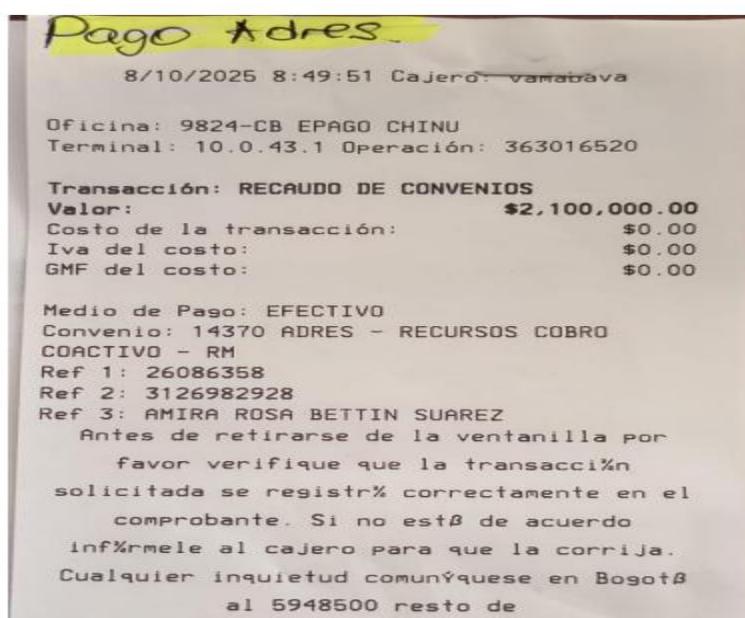 Pago Adres.
8/10/2025 8:49:51 Cajero: vamabava
Oficina: 9824-CB EPAGO CHINU
Terminal: 10.0.43.1 Operación: 363016520
Transacción: RECAUDO DE CONVENIOS
Valor: $2,100,000.00
Costo de la transacción: $0.00
Iva del costo: $0.00
GMF del costo: $0.00
Medio de Pago: EFECTIVO
Convenio: 14370 ADRES - RECURSOS COBRO
COACTIVO - RM
Ref 1: 26086358
Ref 2: 3126982928
Ref 3: AMIRA ROSA BETTIN SUAREZ
Antes de retirarse de la ventanilla por
favor verifique que la transacci%n
solicitada se registr% correctamente en el
comprobante. Si no estß de acuerdo
inf%rmele al cajero para que la corrija.
Cualquier inquietud comunÝquese en Bogotß
al 5948500 resto de